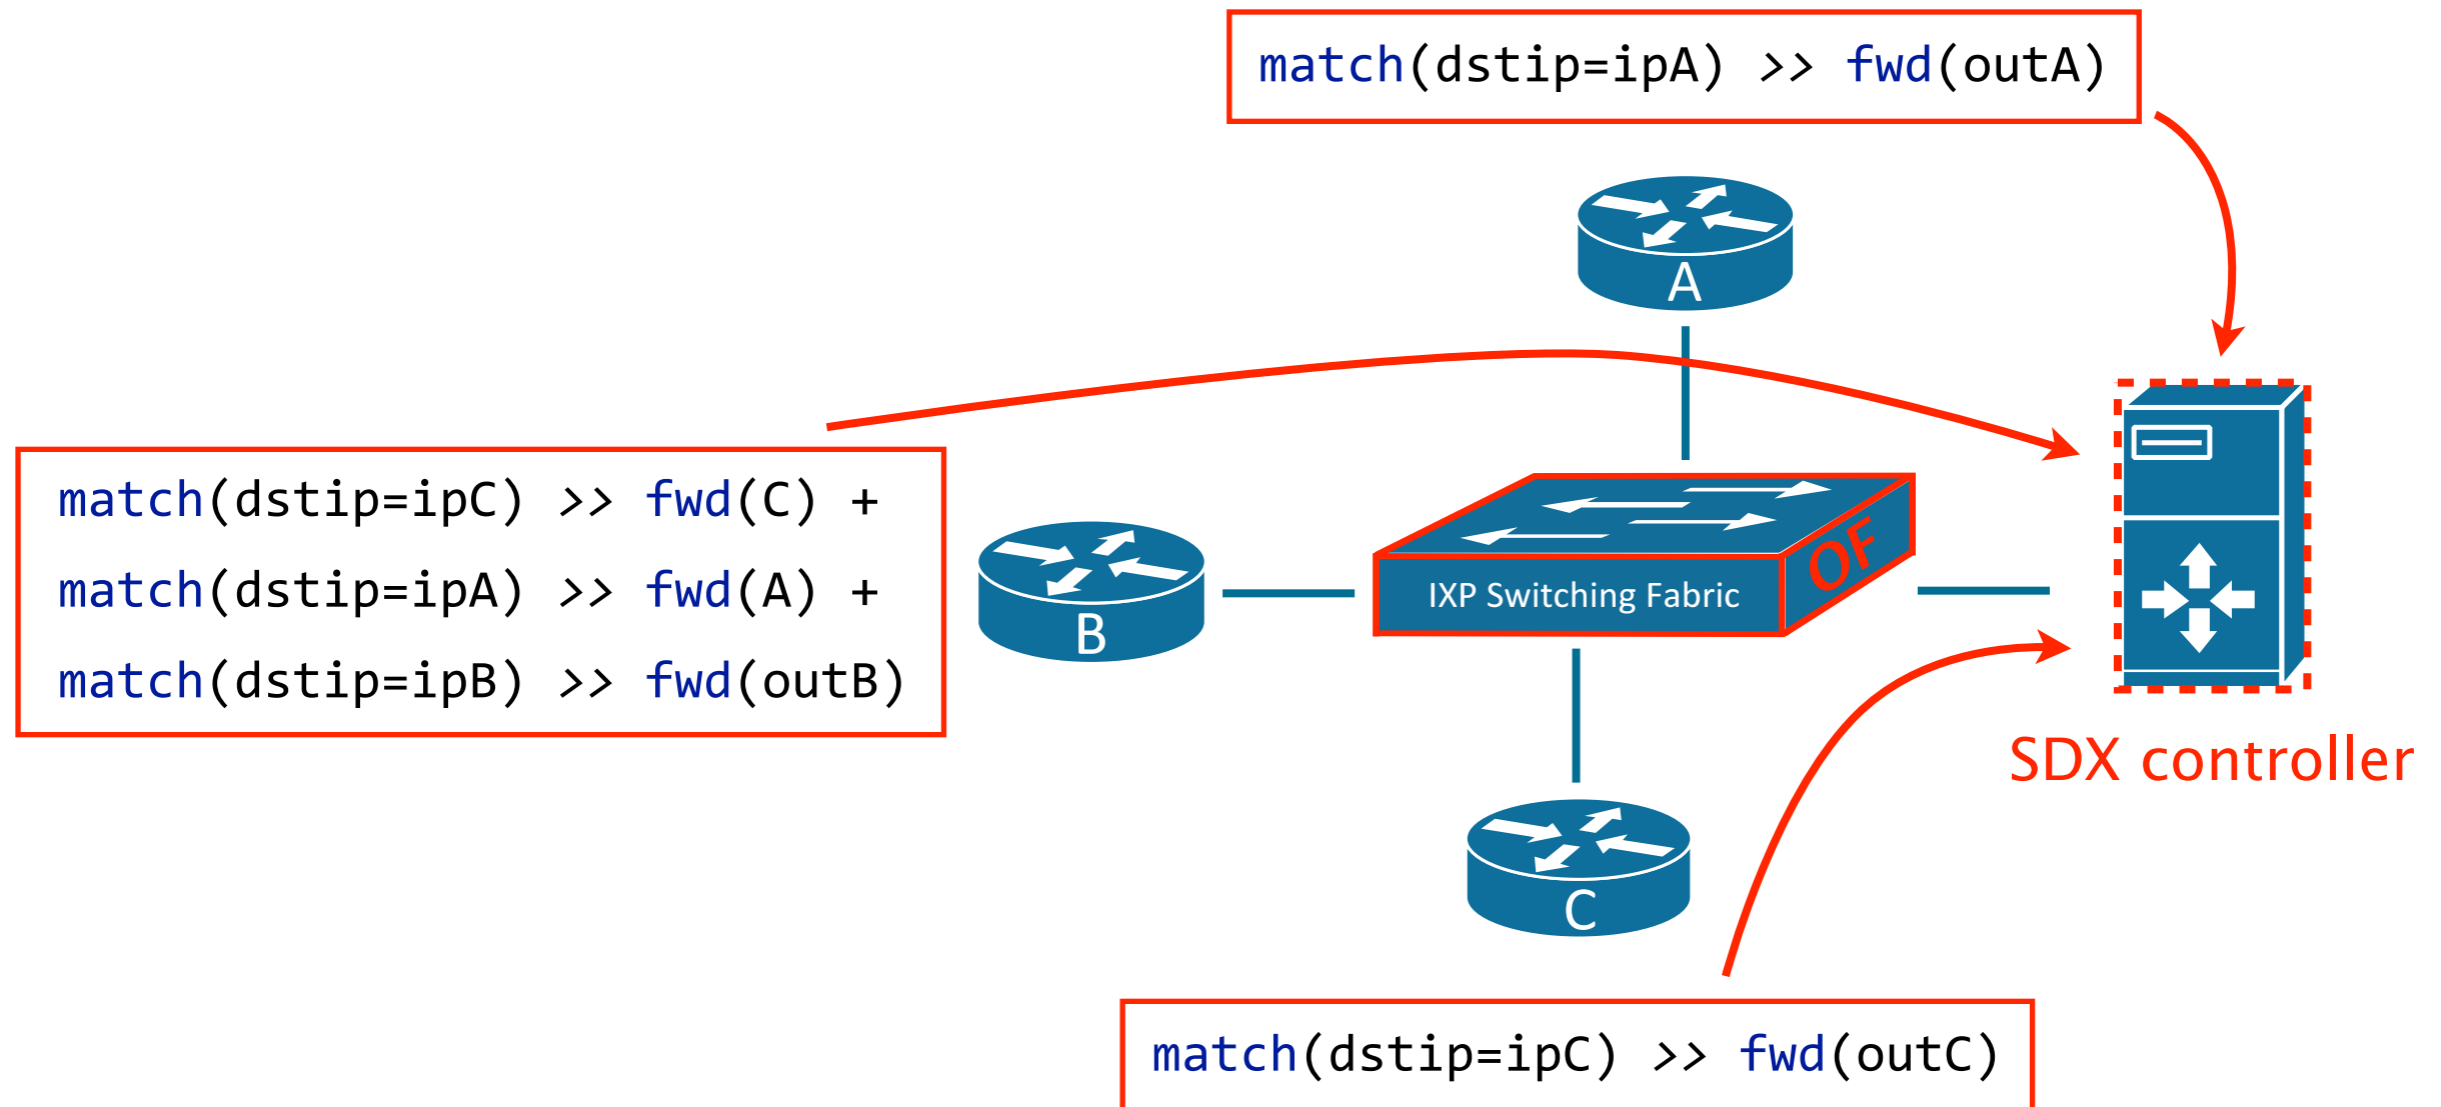 match(dstip=ipA) >> fwd(outA)
A
match(dstip=ipC) >> fwd(C) +
match(dstip=ipA) >> fwd(A) +
match(dstip=ipB) >> fwd(outB)
B
IXP Switching Fabric
OF
SDX controller
C
match(dstip=ipC) >> fwd(outC)